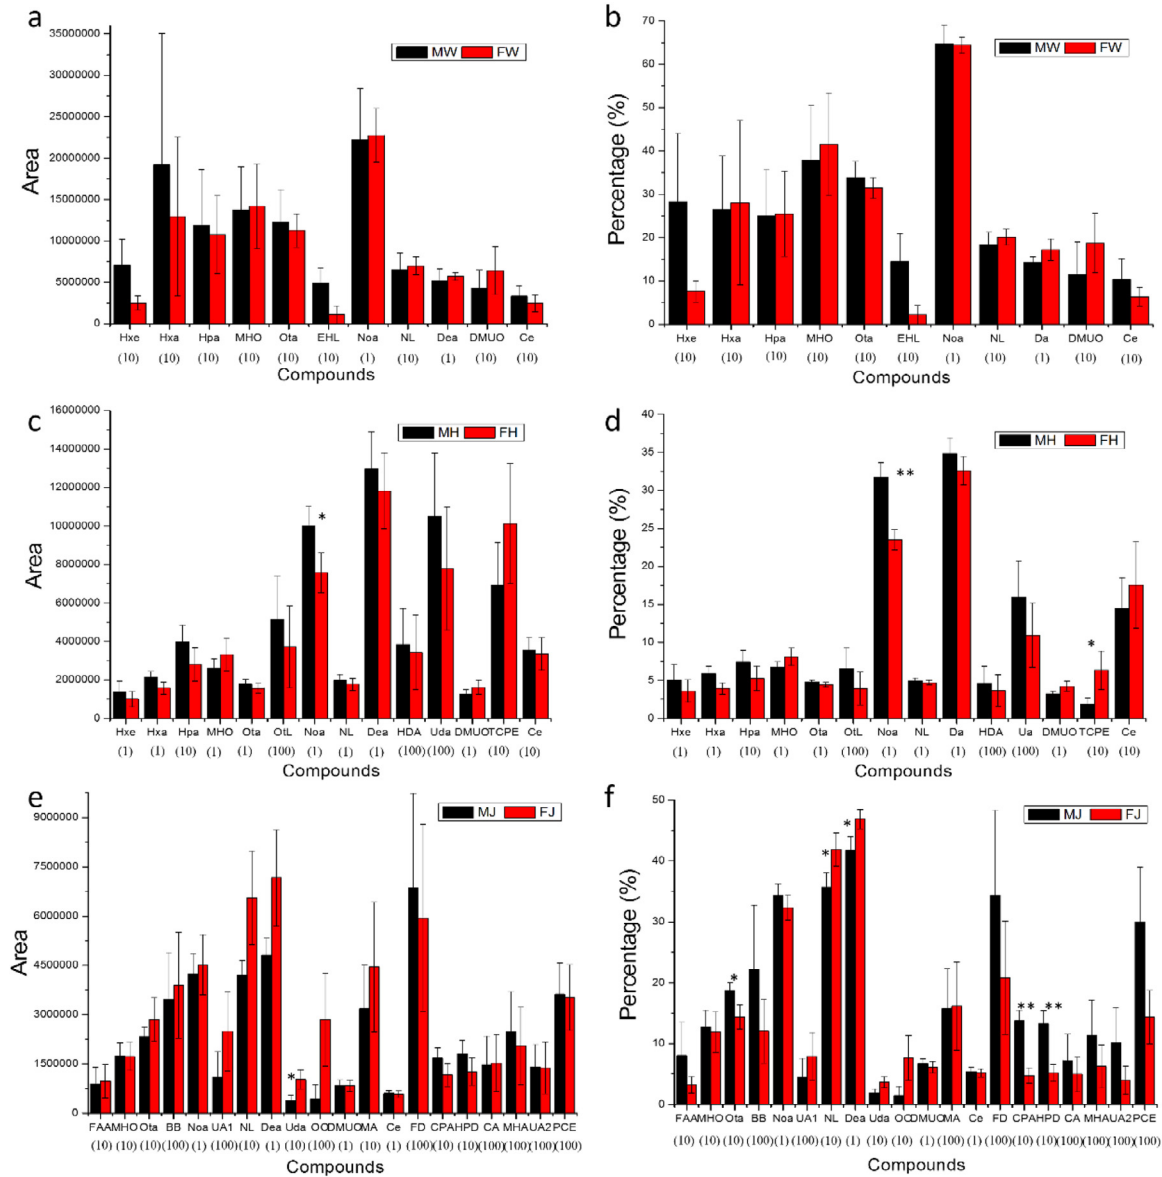 a
35000000
30000000
25000000
20000000
15000000
10000000
5000000
0
Area
MW FW
Hxe Hxa Hpa MHO Ota EHL Noa NL Dea DMUO Ce
(10) (10) (10) (10) (10) (10) (1) (10) (1) (10) (10)
Compounds
b
70
60
50
40
30
20
10
0
Percentage (%)
MW FW
Hxe Hxa Hpa MHO Ota EHL Noa NL Da DMUO Ce
(10) (10) (10) (10) (10) (10) (1) (10) (1) (10) (10)
Compounds
c
16000000
14000000
12000000
10000000
8000000
6000000
4000000
2000000
0
Area
MH FH
*
Hxe Hxa Hpa MHO Ota OtL Noa NL Dea HDA Uda DMUO TCPE Ce
(1) (1) (10) (1) (1) (100) (1) (1) (1) (100) (100) (1) (10) (10)
Compounds
d
40
35
30
25
20
15
10
5
0
Percentage (%)
MH FH
**
*
Hxe Hxa Hpa MHO Ota OtL Noa NL Da HDA Ua DMUO TCPE Ce
(1) (1) (10) (1) (1) (100) (1) (1) (1) (100) (100) (1) (10) (10)
Compounds
e
9000000
7500000
6000000
4500000
3000000
1500000
0
Area
MJ FJ
*
FAA MHO Ota BB Noa UA1 NL Dea Uda OO DMUO MA Ce FD CPA HPD CA MHA UA2 PCE
(10) (10) (10) (100) (1) (100) (10) (1) (10) (100) (1) (10) (1) (100) (10) (10) (100) (100) (100) (100)
Compounds
f
50
40
30
20
10
0
Percentage (%)
MJ FJ
*
*
*
** **
FAA MHO Ota BB Noa UA1 NL Dea Uda OO DMUO MA Ce FD CPA HPD CA MHA UA2 PCE
(10) (10) (10) (100) (1) (100) (10) (1) (10) (10) (1) (100) (1) (100) (100) (100) (100) (100) (100) (100)
Compounds